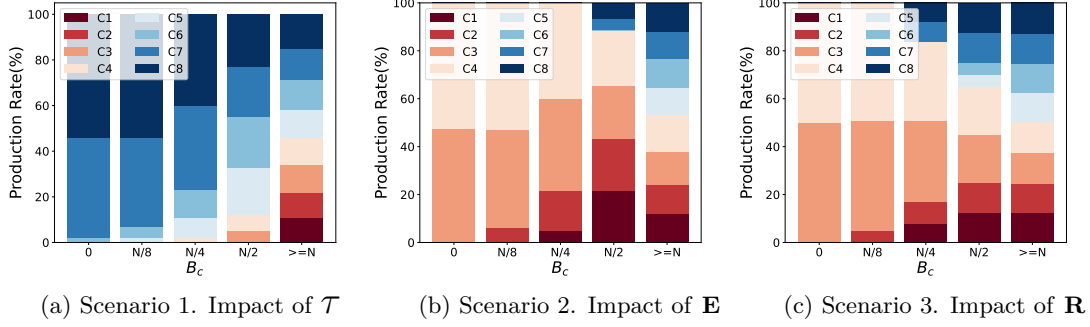 Production Rate(%)
100
80
60
40
20
0
C1 C5
C2 C6
C3 C7
C4 C8
0 N/8 N/4 N/2 >=N
B_c
(a) Scenario 1. Impact of 𝒯
Production Rate(%)
100
80
60
40
20
0
C1 C5
C2 C6
C3 C7
C4 C8
0 N/8 N/4 N/2 >=N
B_c
(b) Scenario 2. Impact of E
Production Rate(%)
100
80
60
40
20
0
C1 C5
C2 C6
C3 C7
C4 C8
0 N/8 N/4 N/2 >=N
B_c
(c) Scenario 3. Impact of R